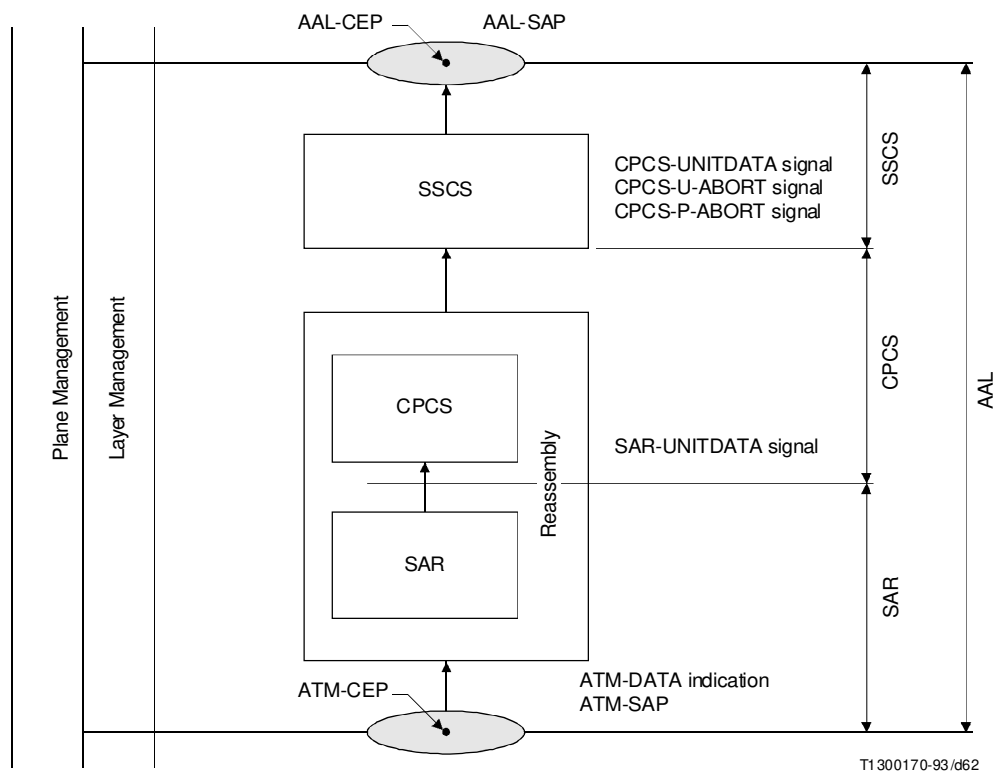 AAL-CEP
AAL-SAP
SSCS
CPCS-UNITDATA signal
CPCS-U-ABORT signal
CPCS-P-ABORT signal
SSCS
Plane Management
Layer Management
CPCS
Reassembly
SAR-UNITDATA signal
CPCS
AAL
SAR
SAR
ATM-CEP
ATM-DATA indication
ATM-SAP
T1300170-93/d62